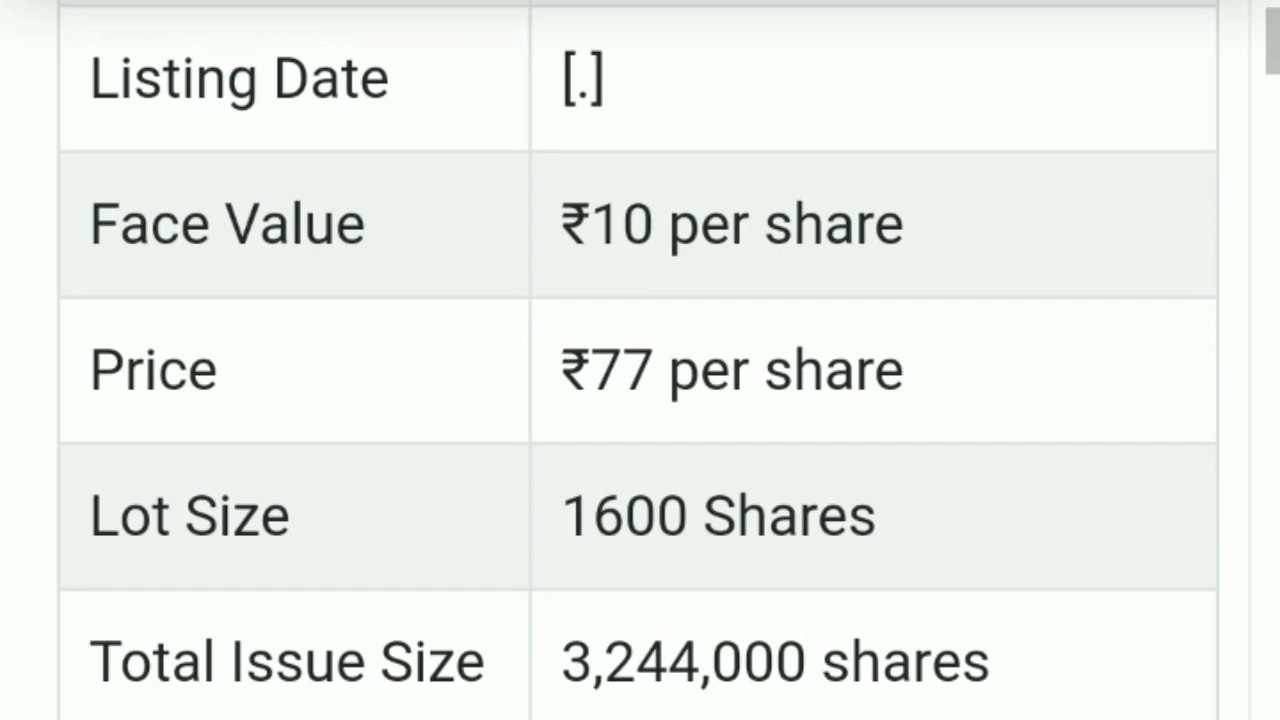 Listing Date [.]
Face Value ₹10 per share
Price ₹77 per share
Lot Size 1600 Shares
Total Issue Size 3,244,000 shares